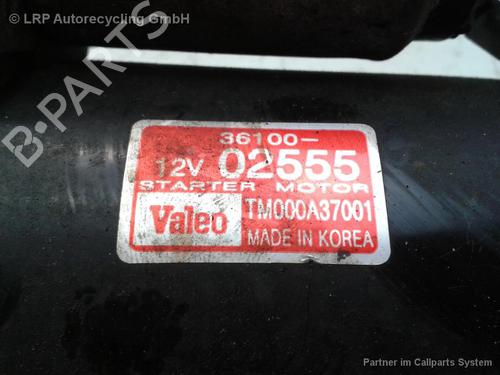 © LRP Autorecycling GmbH
B-PARTS
36100-
12V 02555
STARTER MOTOR
Valeo TM000A37001
MADE IN KOREA
Partner im Callparts System